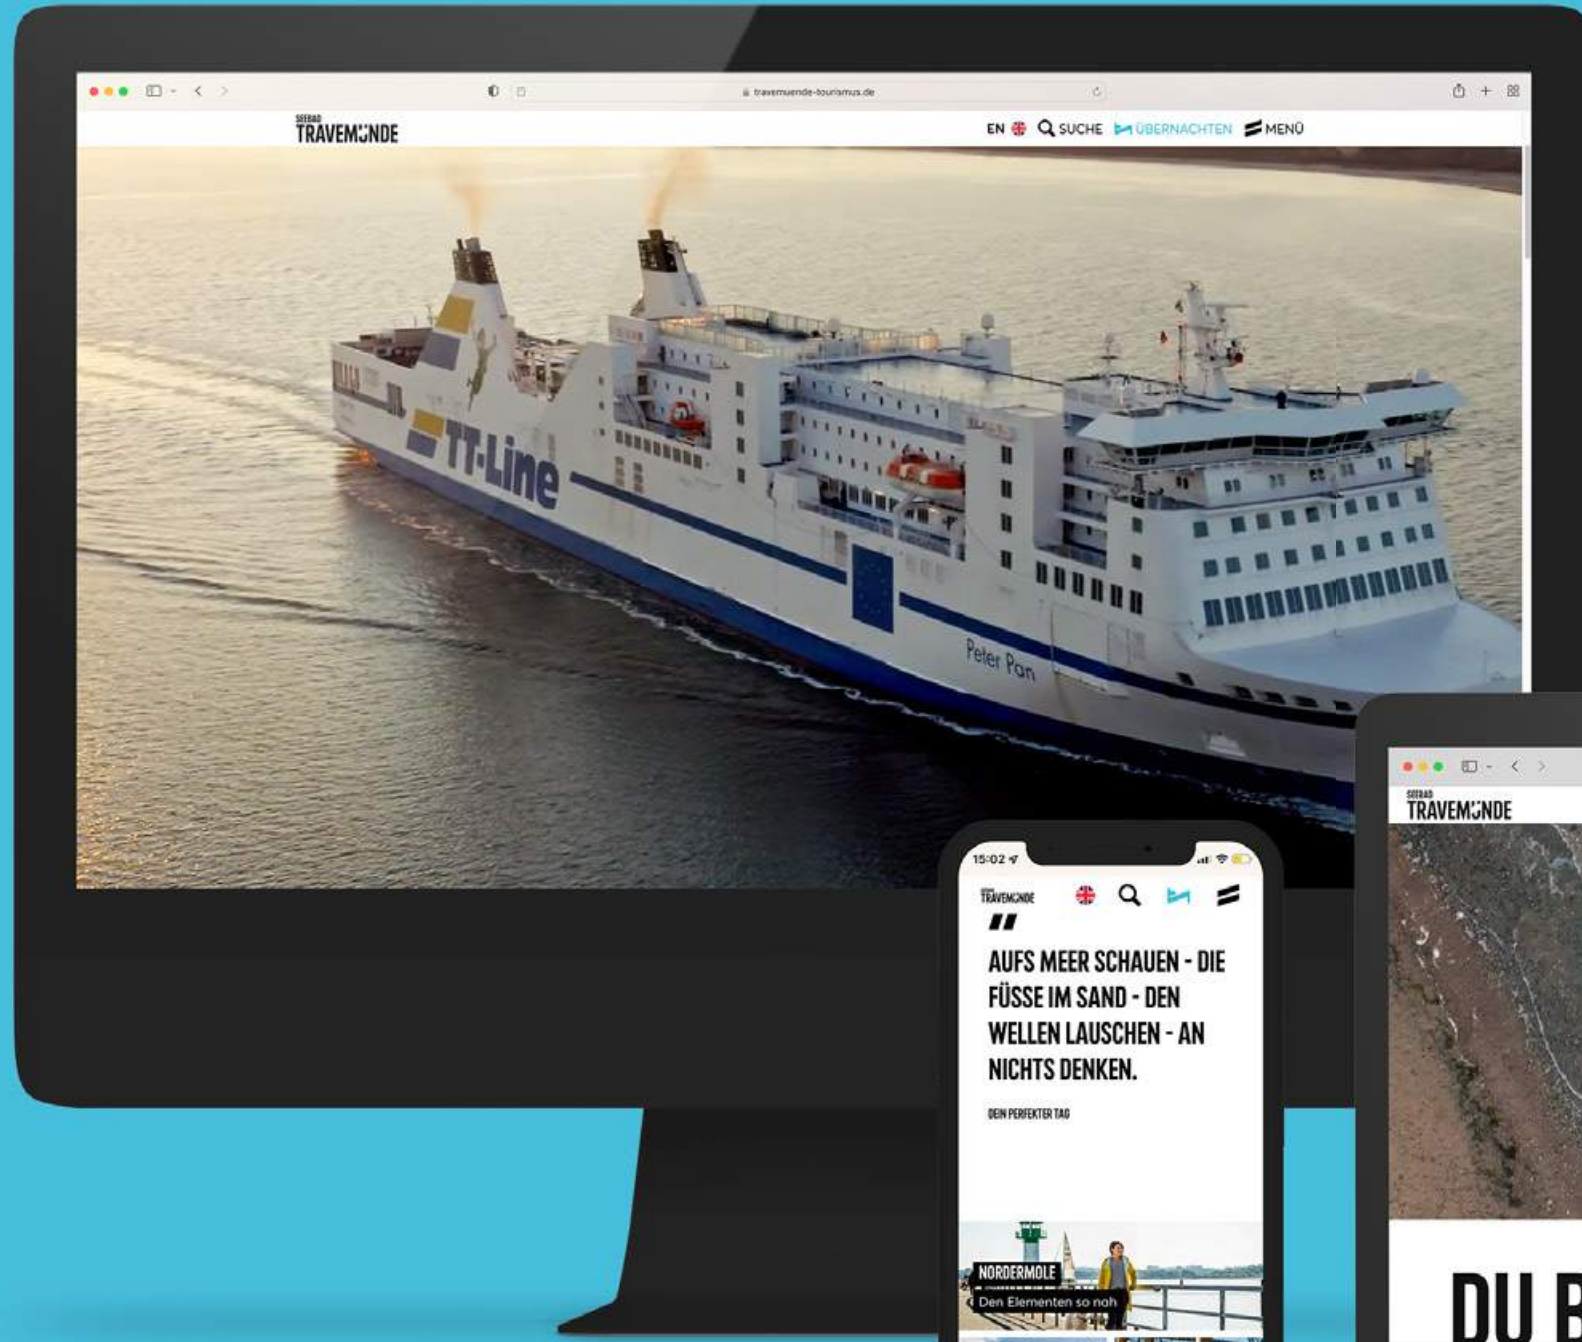 travemuende-tourismus.de
SEEBAD
TRAVEMÜNDE
EN
SUCHE
ÜBERNACHTEN
MENÜ
TT-Line
Peter Pan
15:02
TRAVEMÜNDE
AUFS MEER SCHAUEN - DIE
FÜSSE IM SAND - DEN
WELLEN LAUSCHEN - AN
NICHTS DENKEN.
DEIN PERFEKTER TAG
NORDERMOLE
Den Elementen so nah
SEEBAD
TRAVEMÜNDE
DU B